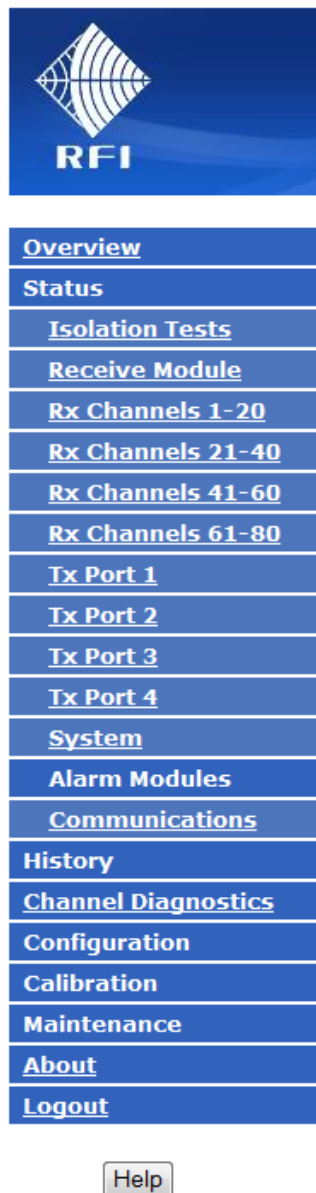 RFI
Overview
Status
Isolation Tests
Receive Module
Rx Channels 1-20
Rx Channels 21-40
Rx Channels 41-60
Rx Channels 61-80
Tx Port 1
Tx Port 2
Tx Port 3
Tx Port 4
System
Alarm Modules
Communications
History
Channel Diagnostics
Configuration
Calibration
Maintenance
About
Logout
Help